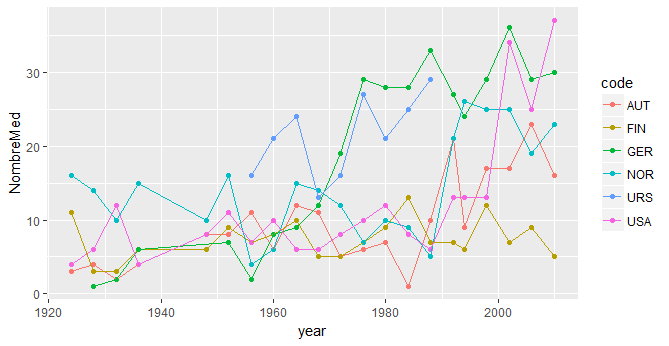 NombreMed
30
20
10
0
1920
1940
1960
1980
2000
year
code
AUT
FIN
GER
NOR
URS
USA